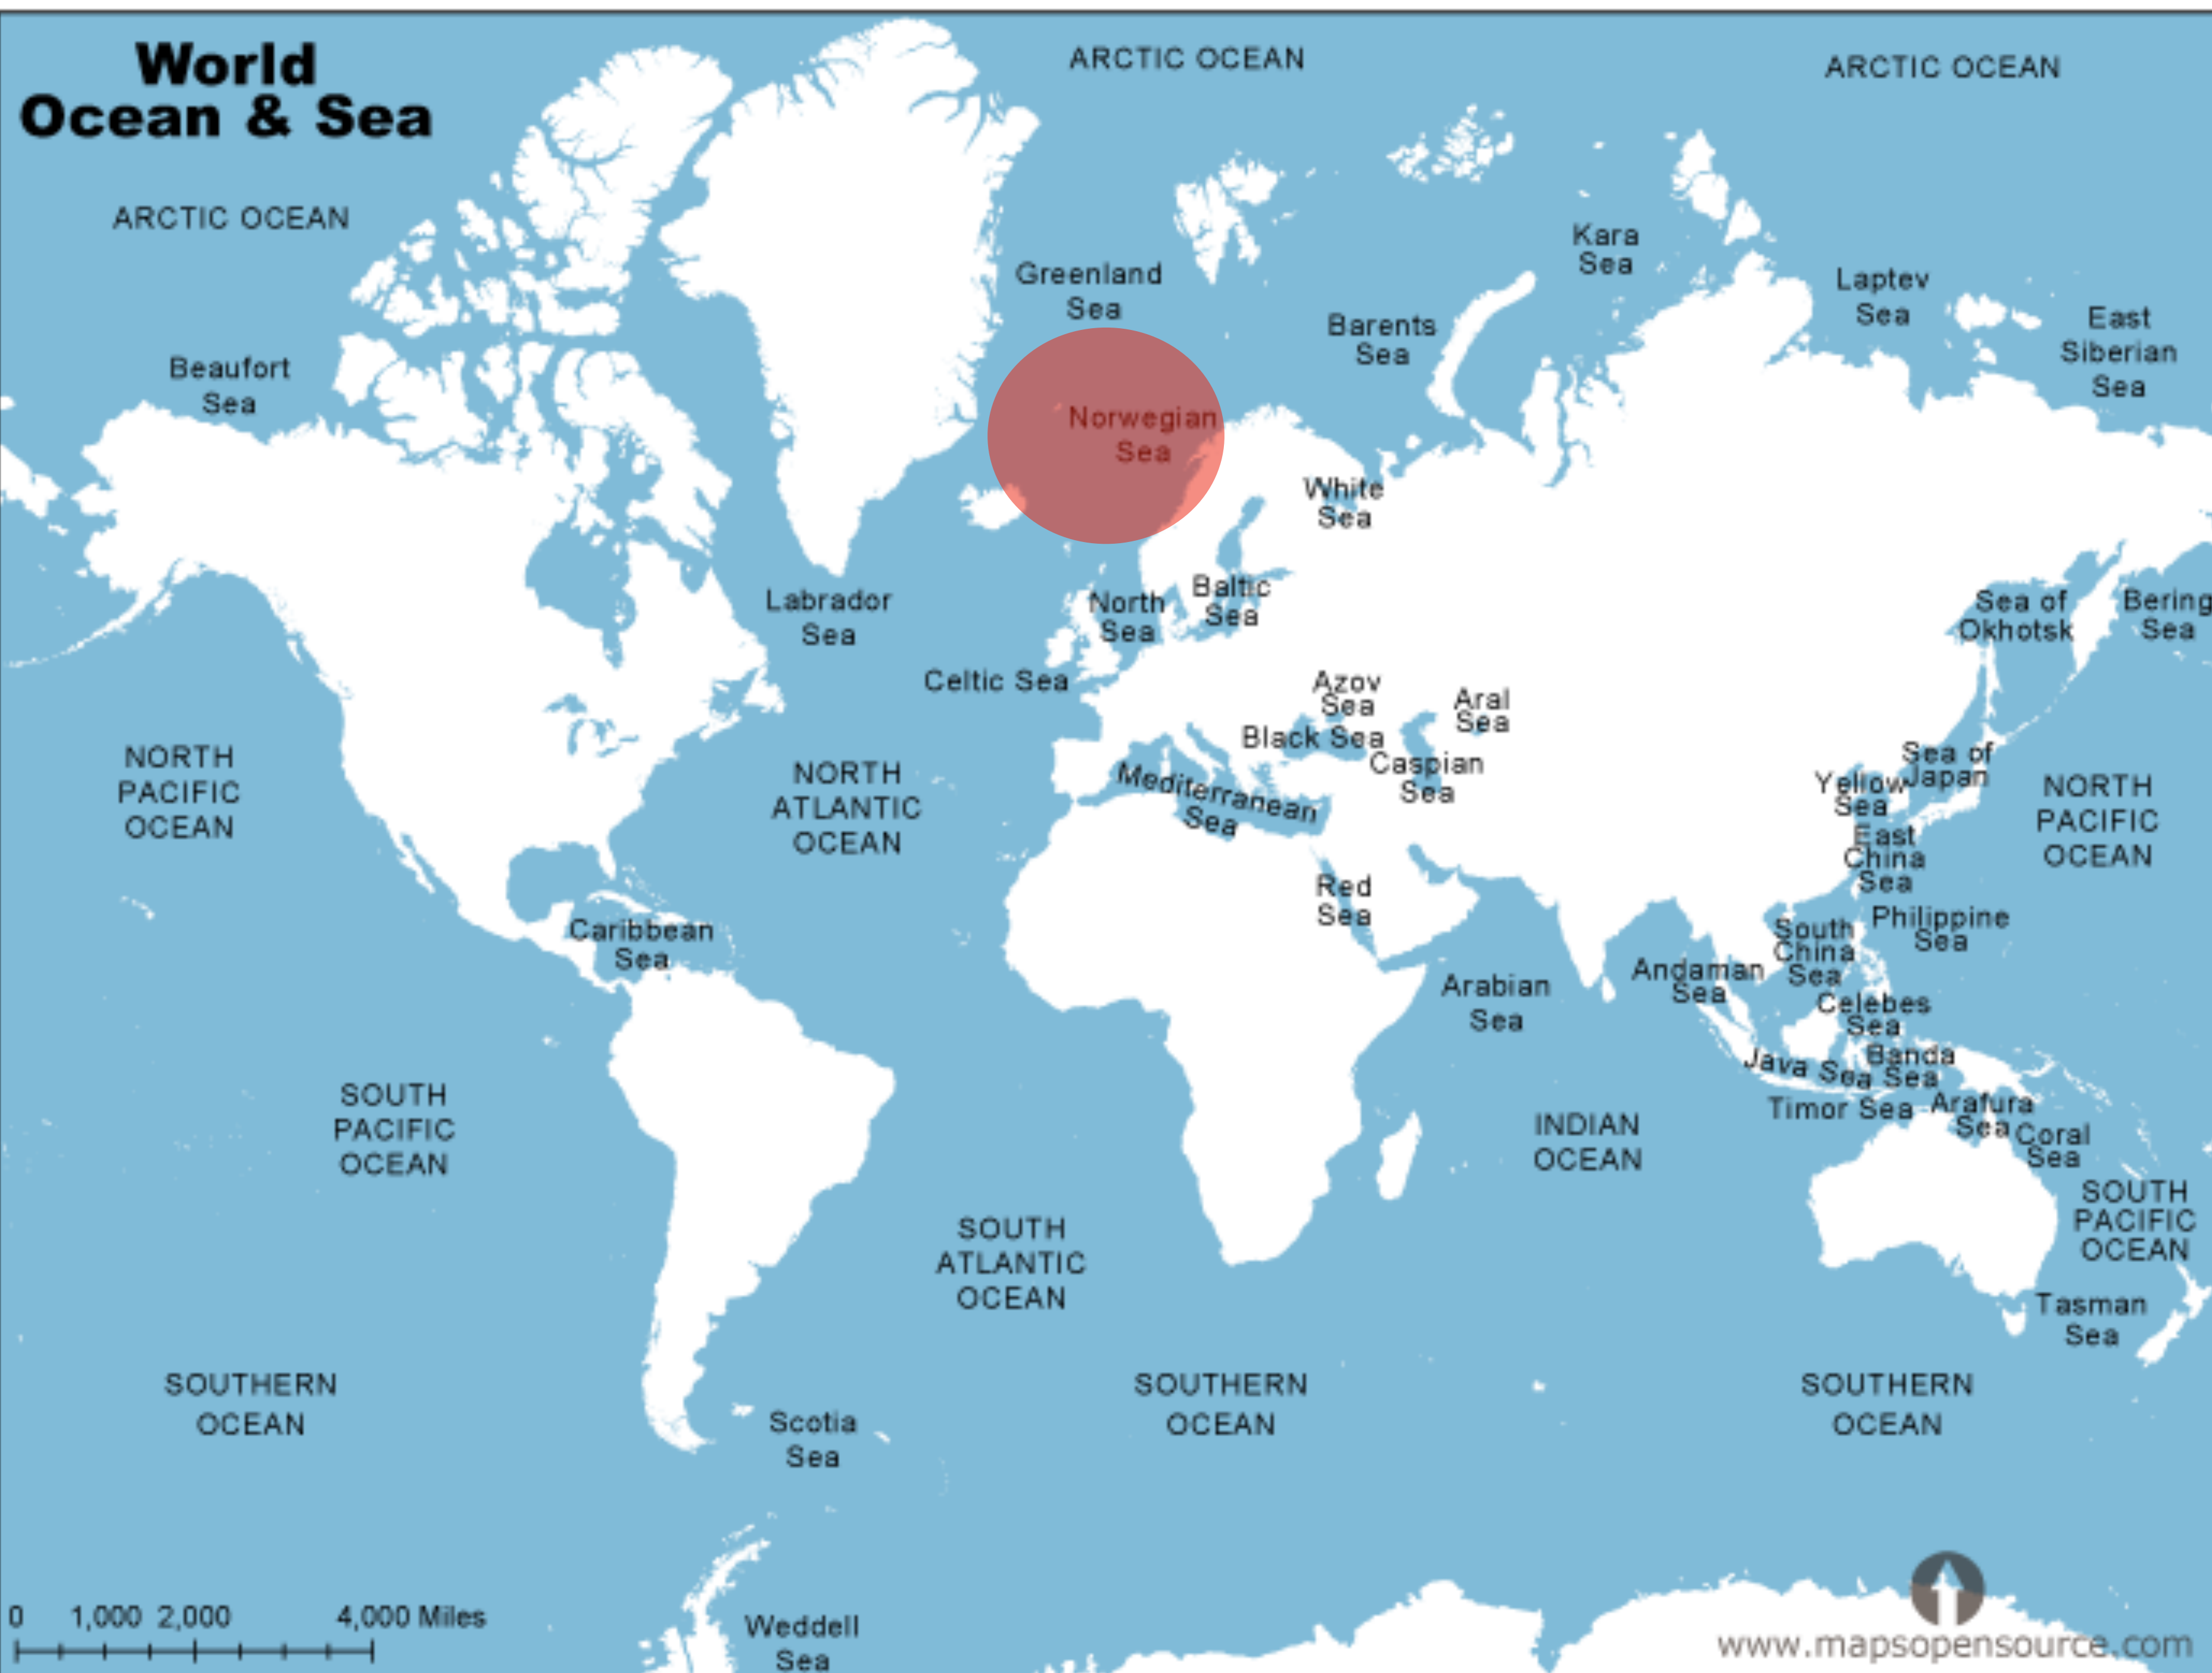 World
Ocean & Sea
ARCTIC OCEAN
ARCTIC OCEAN
ARCTIC OCEAN
Kara
Sea
Greenland
Sea
Laptev
Sea
Barents
Sea
East
Siberian
Sea
Beaufort
Sea
Norwegian
Sea
White
Sea
Labrador
Sea
North
Sea
Baltic
Sea
Sea of
Okhotsk
Bering
Sea
Celtic Sea
Azov
Sea
Aral
Sea
Black Sea
Caspian
Sea
Mediterranean
Sea
NORTH
PACIFIC
OCEAN
NORTH
ATLANTIC
OCEAN
Sea of
Japan
Yellow
Sea
NORTH
PACIFIC
OCEAN
East
China
Sea
Red
Sea
Caribbean
Sea
South
China
Sea
Philippine
Sea
Arabian
Sea
Andaman
Sea
Celebes
Sea
Banda
Sea
Java Sea
Timor Sea
Arafura
Sea
Coral
Sea
SOUTH
PACIFIC
OCEAN
INDIAN
OCEAN
SOUTH
PACIFIC
OCEAN
SOUTH
ATLANTIC
OCEAN
Tasman
Sea
SOUTHERN
OCEAN
SOUTHERN
OCEAN
SOUTHERN
OCEAN
Scotia
Sea
Weddell
Sea
0 1,000 2,000 4,000 Miles
www.mapsopensource.com